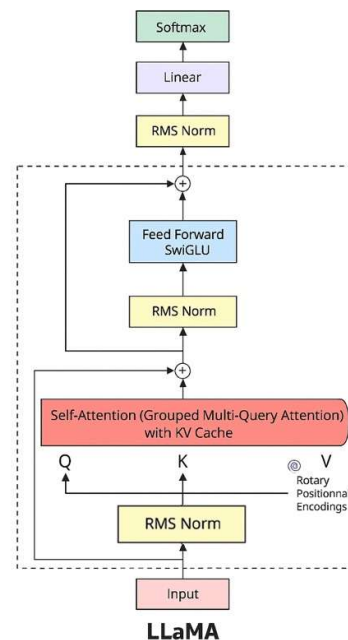 Softmax
Linear
RMS Norm
Feed Forward
SwiGLU
RMS Norm
Self-Attention (Grouped Multi-Query Attention)
with KV Cache
Q K V
Rotary
Positionna
Encodings
RMS Norm
Input
LLaMA